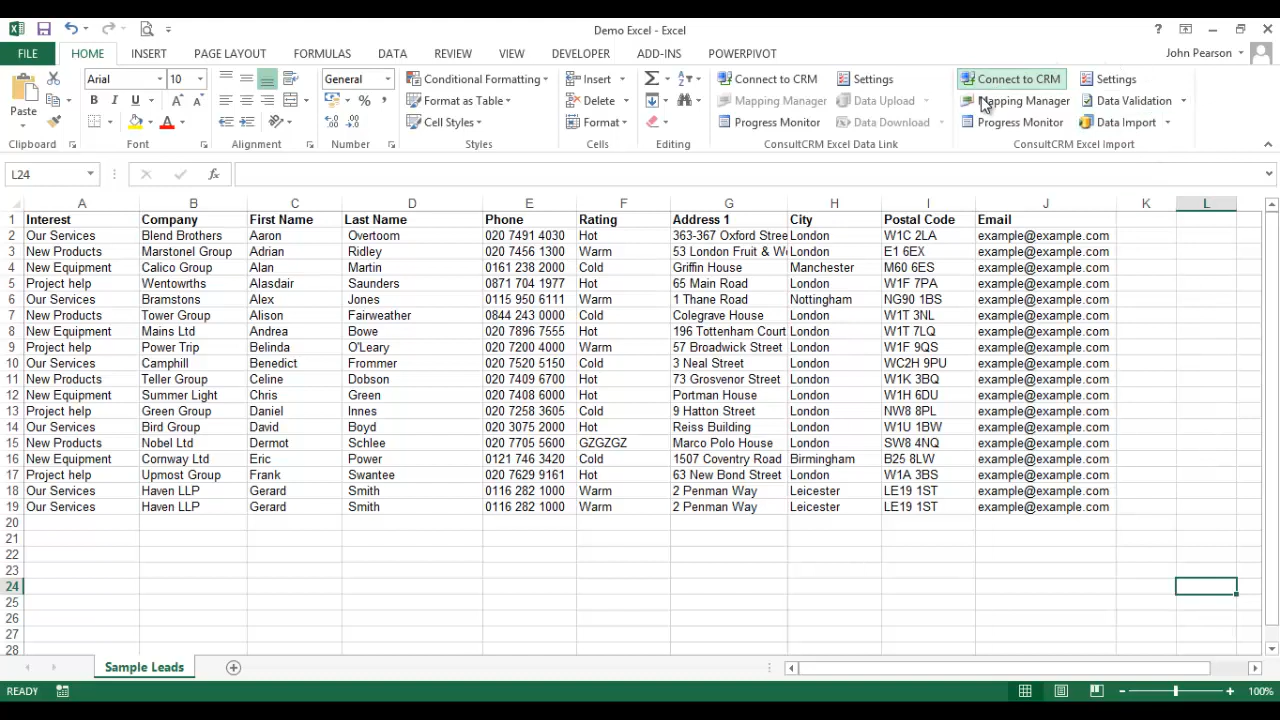 Demo Excel - Excel
FILE HOME INSERT PAGE LAYOUT FORMULAS DATA REVIEW VIEW DEVELOPER ADD-INS POWERPIVOT John Pearson
Arial 10 General Conditional Formatting Insert Connect to CRM Settings Connect to CRM Settings
Paste Format as Table Delete Mapping Manager Data Upload Mapping Manager Data Validation
Cell Styles Format Progress Monitor Data Download Progress Monitor Data Import
Clipboard Font Alignment Number Styles Cells Editing ConsultCRM Excel Data Link ConsultCRM Excel Import
L24
A B C D E F G H I J K L
1 Interest Company First Name Last Name Phone Rating Address 1 City Postal Code Email
2 Our Services Blend Brothers Aaron Overtoom 020 7491 4030 Hot 363-367 Oxford Stree London W1C 2LA example@example.com
3 New Products Marstonel Group Adrian Ridley 020 7456 1300 Warm 53 London Fruit & W London E1 6EX example@example.com
4 New Equipment Calico Group Alan Martin 0161 238 2000 Cold Griffin House Manchester M60 6ES example@example.com
5 Project help Wentowrths Alasdair Saunders 0871 704 1977 Hot 65 Main Road London W1F 7PA example@example.com
6 Our Services Bramstons Alex Jones 0115 950 6111 Warm 1 Thane Road Nottingham NG90 1BS example@example.com
7 New Products Tower Group Alison Fairweather 0844 243 0000 Cold Colegrave House London W1T 3NL example@example.com
8 New Equipment Mains Ltd Andrea Bowe 020 7896 7555 Hot 196 Tottenham Court London W1T 7LQ example@example.com
9 Project help Power Trip Belinda O'Leary 020 7200 4000 Warm 57 Broadwick Street London W1F 9QS example@example.com
10 Our Services Camphill Benedict Frommer 020 7520 5150 Cold 3 Neal Street London WC2H 9PU example@example.com
11 New Products Teller Group Celine Dobson 020 7409 6700 Hot 73 Grosvenor Street London W1K 3BQ example@example.com
12 New Equipment Summer Light Chris Green 020 7408 6000 Warm Portman House London W1H 6DU example@example.com
13 Project help Green Group Daniel Innes 020 7258 3605 Cold 9 Hatton Street London NW8 8PL example@example.com
14 Our Services Bird Group David Boyd 020 3075 2000 Hot Reiss Building London W1U 1BW example@example.com
15 New Products Nobel Ltd Dermot Schlee 020 7705 5600 GZGZGZ Marco Polo House London SW8 4NQ example@example.com
16 New Equipment Cornway Ltd Eric Power 0121 746 3420 Cold 1507 Coventry Road Birmingham B25 8LW example@example.com
17 Project help Upmost Group Frank Swantee 020 7629 9161 Hot 63 New Bond Street London W1A 3BS example@example.com
18 Our Services Haven LLP Gerard Smith 0116 282 1000 Warm 2 Penman Way Leicester LE19 1ST example@example.com
19 Our Services Haven LLP Gerard Smith 0116 282 1000 Warm 2 Penman Way Leicester LE19 1ST example@example.com
20
21
22
23
24
25
26
27
28
Sample Leads
READY 100%